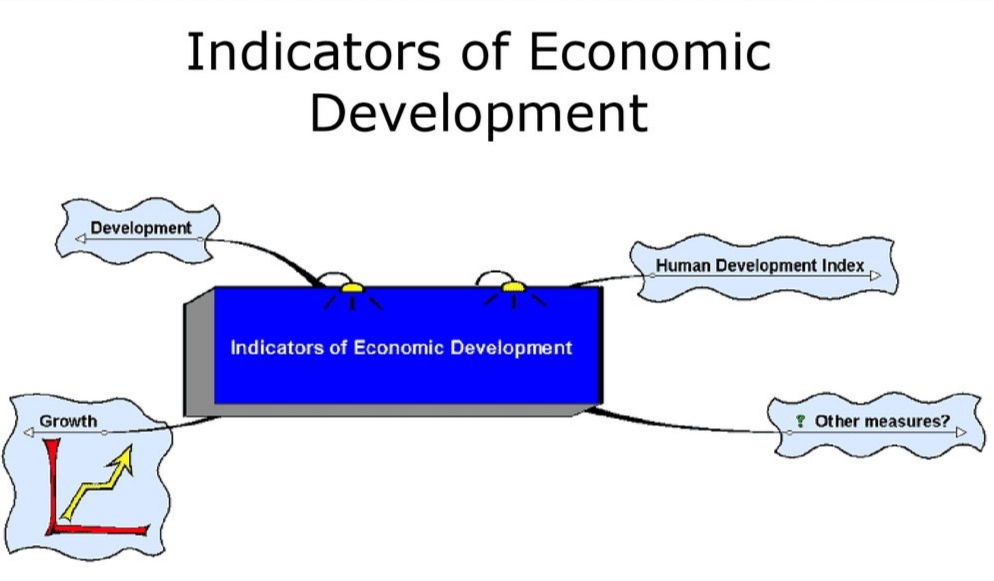 Indicators of Economic
Development
Development
Human Development Index
Indicators of Economic Development
Growth
? Other measures?